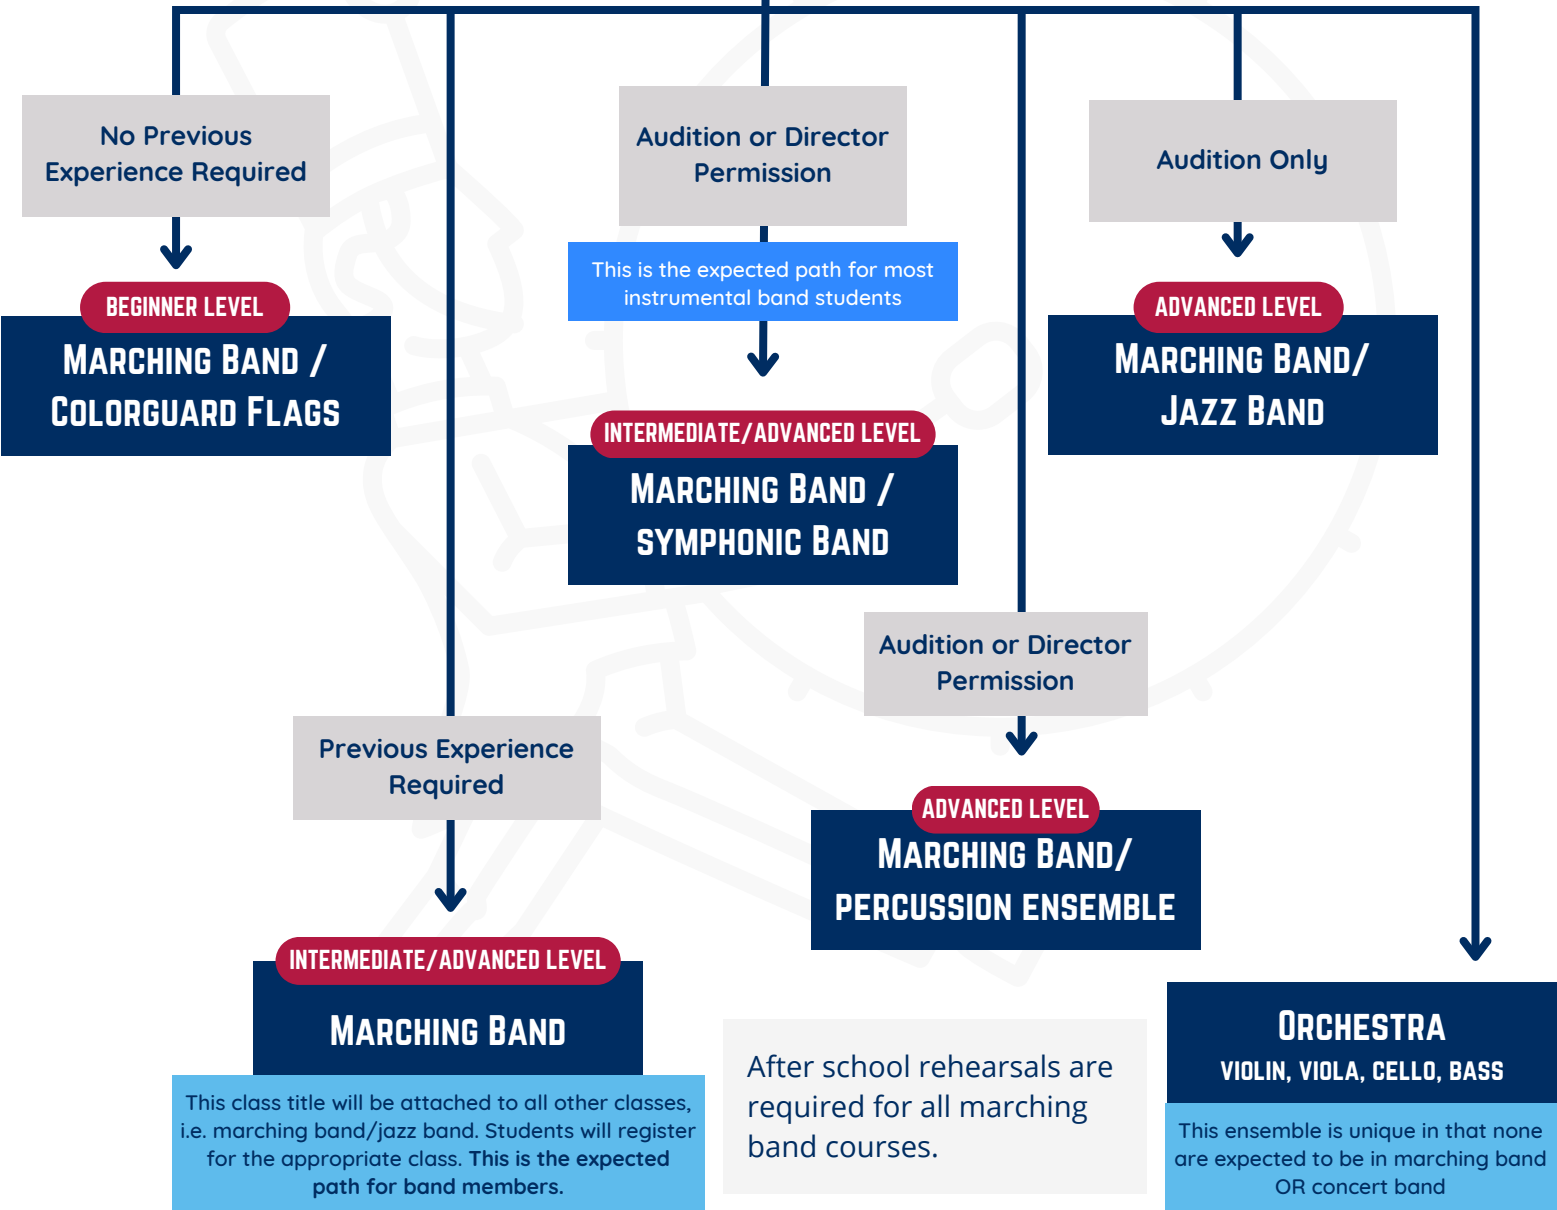 No Previous
Experience Required
BEGINNER LEVEL
MARCHING BAND /
COLORGUARD FLAGS
Previous Experience
Required
INTERMEDIATE/ADVANCED LEVEL
MARCHING BAND
This class title will be attached to all other classes,
i.e. marching band/jazz band. Students will register
for the appropriate class. This is the expected
path for band members.
Audition or Director
Permission
This is the expected path for most
instrumental band students
INTERMEDIATE/ADVANCED LEVEL
MARCHING BAND /
SYMPHONIC BAND
Audition or Director
Permission
ADVANCED LEVEL
MARCHING BAND/
PERCUSSION ENSEMBLE
After school rehearsals are
required for all marching
band courses.
Audition Only
ADVANCED LEVEL
MARCHING BAND/
JAZZ BAND
ORCHESTRA
VIOLIN, VIOLA, CELLO, BASS
This ensemble is unique in that none
are expected to be in marching band
OR concert band